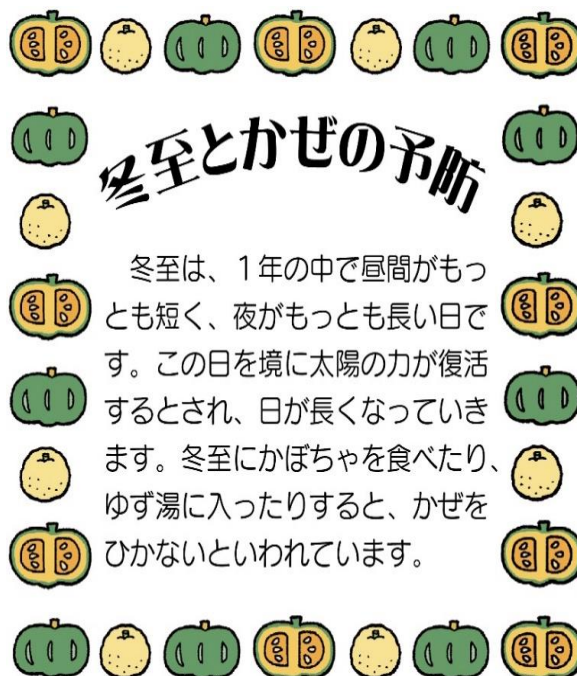 冬至とかぜの予防
　冬至は、１年の中で昼間がもっ
とも短く、夜がもっとも長い日で
す。この日を境に太陽の力が復活
するとされ、日が長くなっていき
ます。冬至にかぼちゃを食べたり、
ゆず湯に入ったりすると、かぜを
ひかないといわれています。